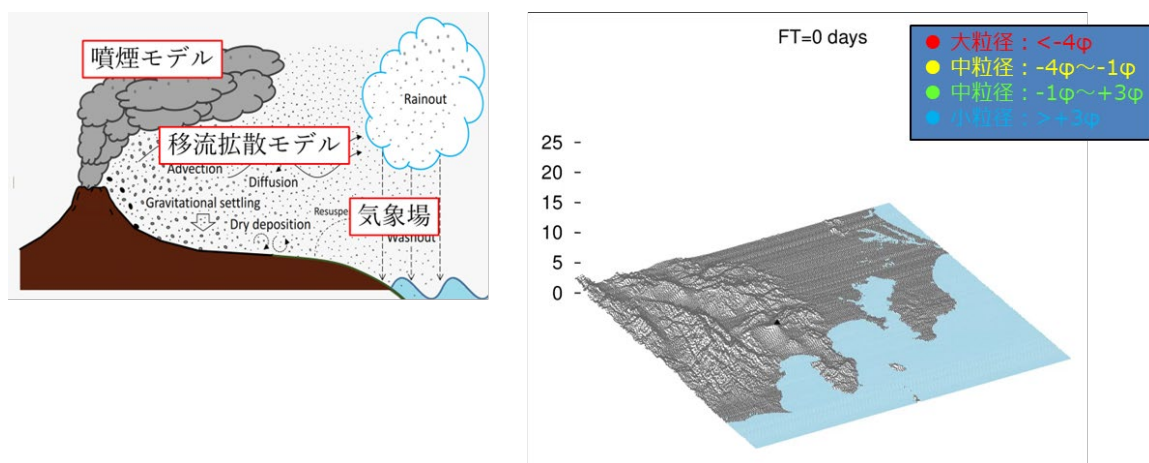 噴煙モデル
Rainout
移流拡散モデル
Advection
Diffusion
Gravitational settling
Dry deposition
気象場
Washout
FT=0 days
大粒径：<-4φ
中粒径：-4φ～-1φ
中粒径：-1φ～+3φ
小粒径：>+3φ
25
20
15
10
5
0